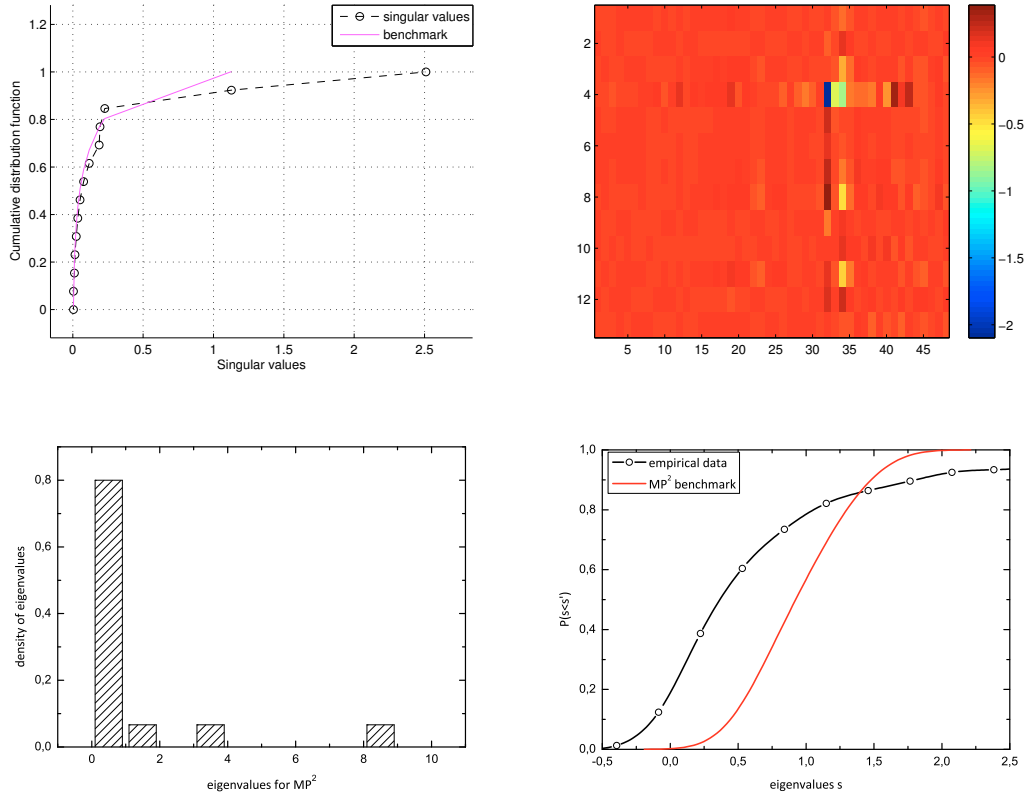 singular values
benchmark
1.2
1
0.8
0.6
0.4
0.2
0
Cumulative distribution function
0 0.5 1 1.5 2 2.5
Singular values
2
4
6
8
10
12
5 10 15 20 25 30 35 40 45
0
−0.5
−1
−1.5
−2
0,8
0,6
0,4
0,2
0,0
density of eigenvalues
0 2 4 6 8 10
eigenvalues for MP²
empirical data
MP² benchmark
1,0
0,8
0,6
0,4
0,2
0,0
P(s<s')
-0,5 0,0 0,5 1,0 1,5 2,0 2,5
eigenvalues s